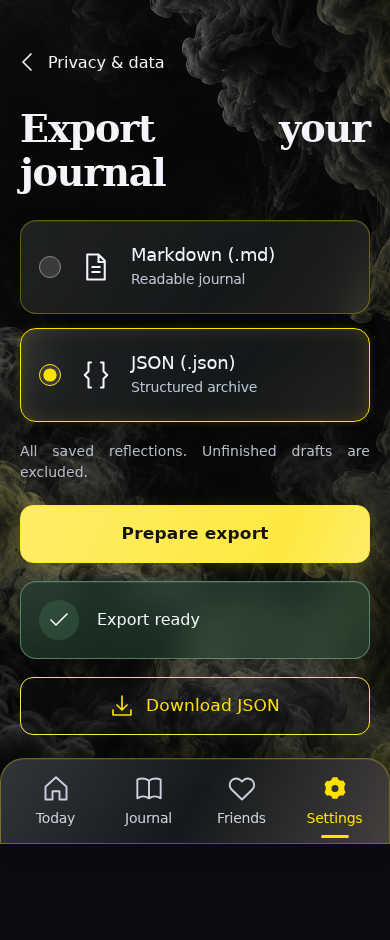 Privacy & data
Export your
journal
Markdown (.md)
Readable journal
JSON (.json)
Structured archive
All saved reflections. Unfinished drafts are
excluded.
Prepare export
Export ready
Download JSON
Today
Journal
Friends
Settings